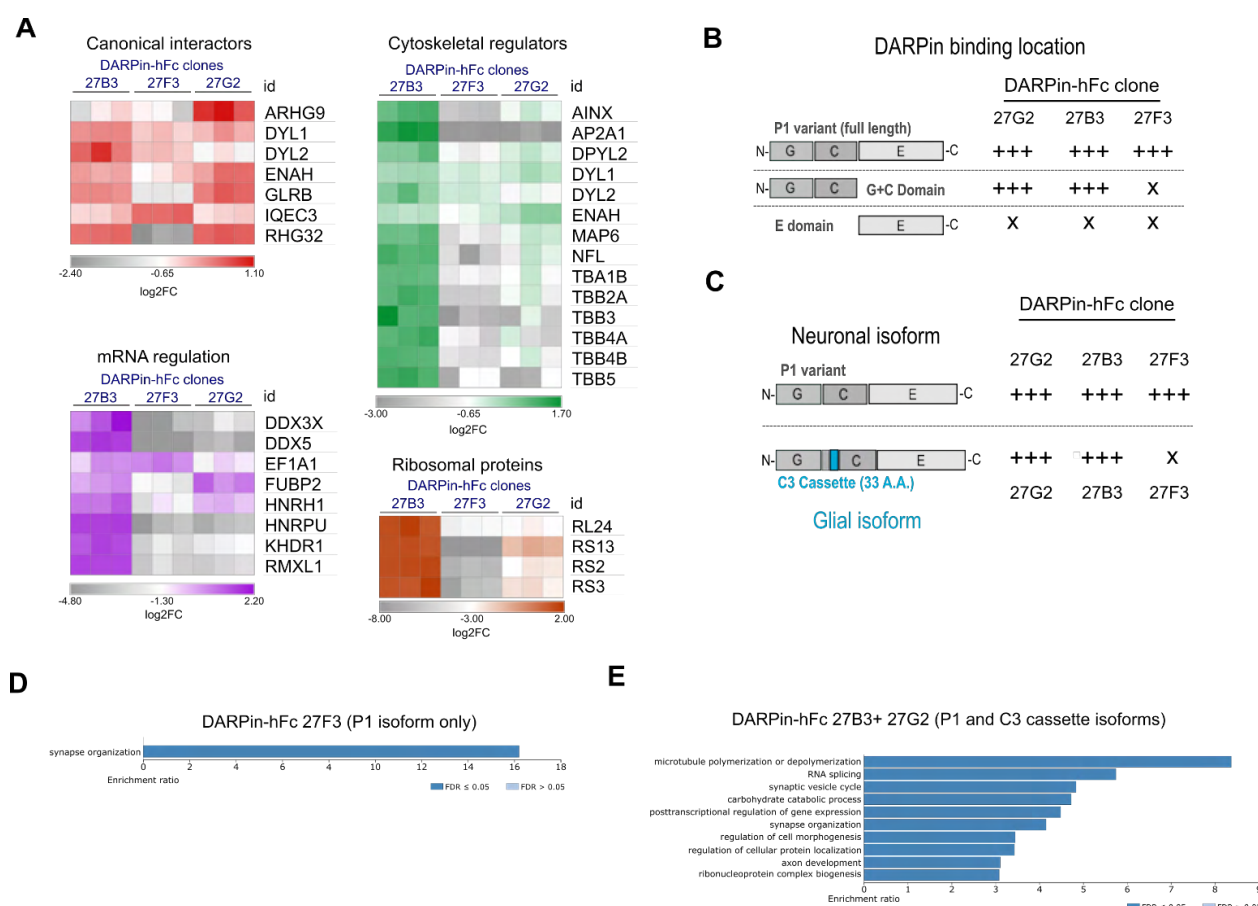 A
Canonical interactors
DARPin-hFc clones
27B3 27F3 27G2 id
ARHG9
DYL1
DYL2
ENAH
GLRB
IQEC3
RHG32
-2.40 -0.65 1.10
log2FC
Cytoskeletal regulators
DARPin-hFc clones
27B3 27F3 27G2 id
AINX
AP2A1
DPYL2
DYL1
DYL2
ENAH
MAP6
NFL
TBA1B
TBB2A
TBB3
TBB4A
TBB4B
TBB5
-3.00 -0.65 1.70
log2FC
mRNA regulation
DARPin-hFc clones
27B3 27F3 27G2 id
DDX3X
DDX5
EF1A1
FUBP2
HNRH1
HNRPU
KHDR1
RMXL1
-4.80 -1.30 2.20
log2FC
Ribosomal proteins
DARPin-hFc clones
27B3 27F3 27G2 id
RL24
RS13
RS2
RS3
-8.00 -3.00 2.00
log2FC
B
DARPin binding location
DARPin-hFc clone
27G2 27B3 27F3
P1 variant (full length)
N- G C E -C +++ +++ +++
N- G C G+C Domain +++ +++ x
E domain E -C x x x
C
DARPin-hFc clone
Neuronal isoform
27G2 27B3 27F3
P1 variant
N- G C E -C +++ +++ +++
N- G C E -C +++ +++ x
C3 Cassette (33 A.A.) 27G2 27B3 27F3
Glial isoform
D
DARPin-hFc 27F3 (P1 isoform only)
synapse organization
0 2 4 6 8 10 12 14 16 18
Enrichment ratio
FDR ≤ 0.05 FDR > 0.05
E
DARPin-hFc 27B3+ 27G2 (P1 and C3 cassette isoforms)
microtubule polymerization or depolymerization
RNA splicing
synaptic vesicle cycle
carbohydrate catabolic process
posttranscriptional regulation of gene expression
synapse organization
regulation of cell morphogenesis
regulation of cellular protein localization
axon development
ribonucleoprotein complex biogenesis
0 1 2 3 4 5 6 7 8 9
Enrichment ratio